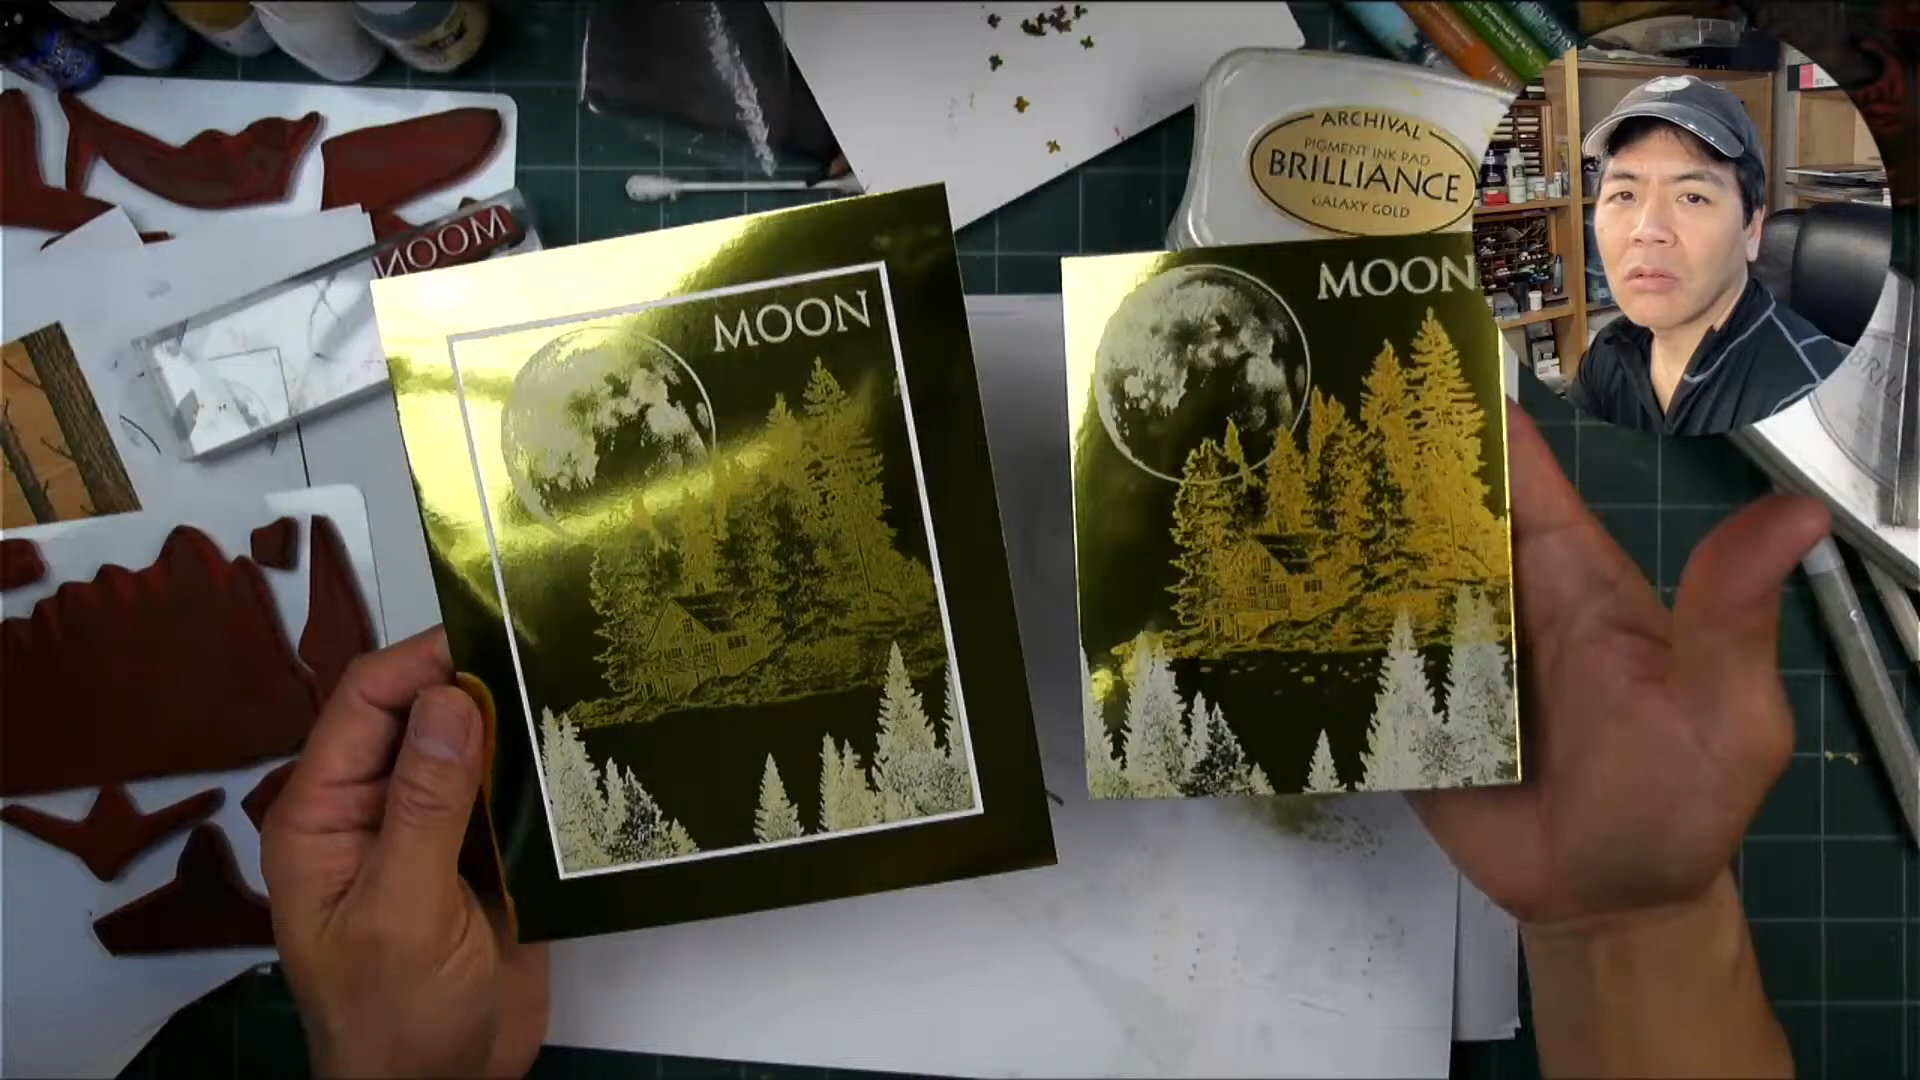 ARCHIVAL
PIGMENT INK PAD
BRILLIANCE
GALAXY GOLD
MOON
MOON
MOON